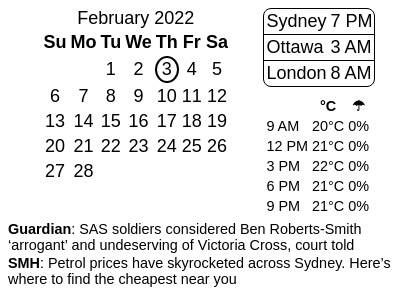 February 2022
Su Mo Tu We Th Fr Sa
1 2 3 4 5
6 7 8 9 10 11 12
13 14 15 16 17 18 19
20 21 22 23 24 25 26
27 28
Sydney 7 PM
Ottawa 3 AM
London 8 AM
°C ☂
9 AM 20°C 0%
12 PM 21°C 0%
3 PM 22°C 0%
6 PM 21°C 0%
9 PM 21°C 0%
Guardian: SAS soldiers considered Ben Roberts-Smith
‘arrogant’ and undeserving of Victoria Cross, court told
SMH: Petrol prices have skyrocketed across Sydney. Here’s
where to find the cheapest near you